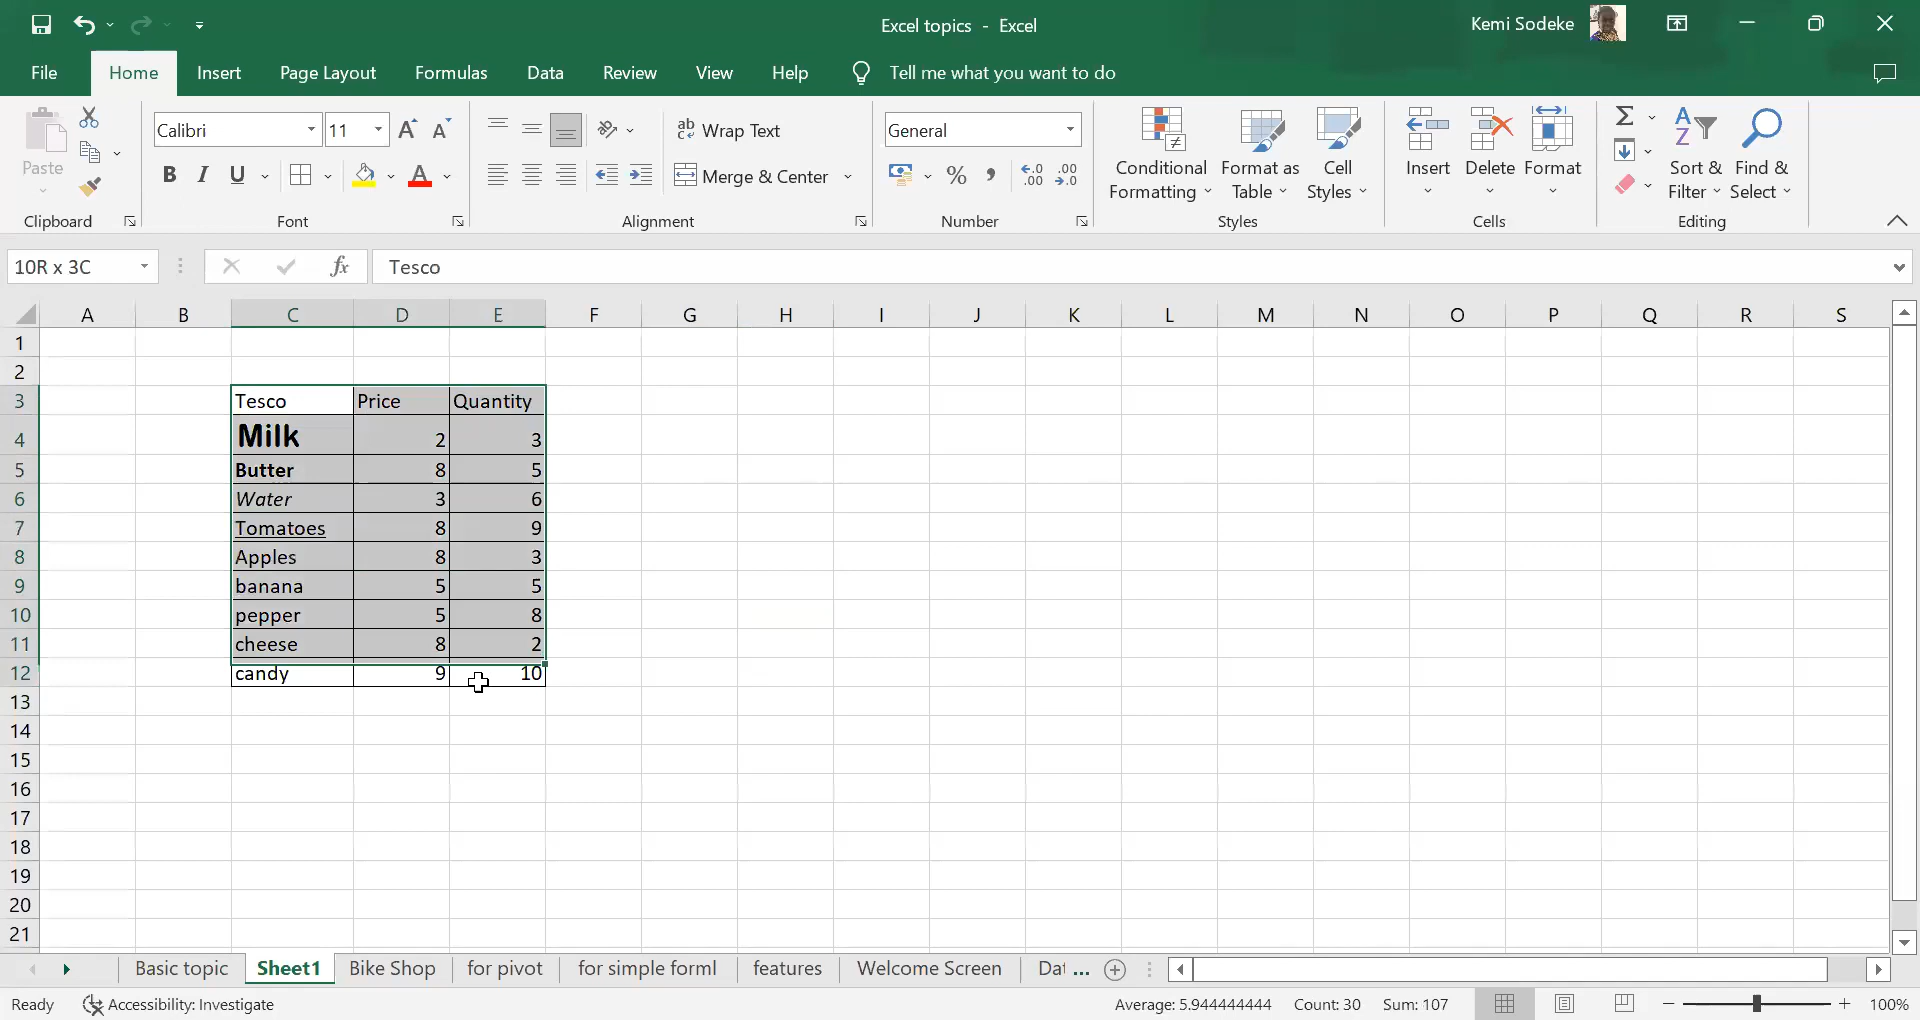 Excel topics - Excel
Kemi Sodeke
File Home Insert Page Layout Formulas Data Review View Help Tell me what you want to do
Paste
Clipboard
Calibri 11
B I U
Font
Wrap Text
Merge & Center
Alignment
General
Number
Conditional Formatting
Format as Table
Cell Styles
Styles
Insert
Delete
Format
Cells
Sort & Filter
Find & Select
Editing
10R x 3C fx Tesco
A B C D E F G H I J K L M N O P Q R S
1
2
3 Tesco Price Quantity
4 Milk 2 3
5 Butter 8 5
6 Water 3 6
7 Tomatoes 8 9
8 Apples 8 3
9 banana 5 5
10 pepper 5 8
11 cheese 8 2
12 candy 9 10
13
14
15
16
17
18
19
20
21
Basic topic Sheet1 Bike Shop for pivot for simple forml features Welcome Screen Dat ...
Ready Accessibility: Investigate Average: 5.944444444 Count: 30 Sum: 107 100%